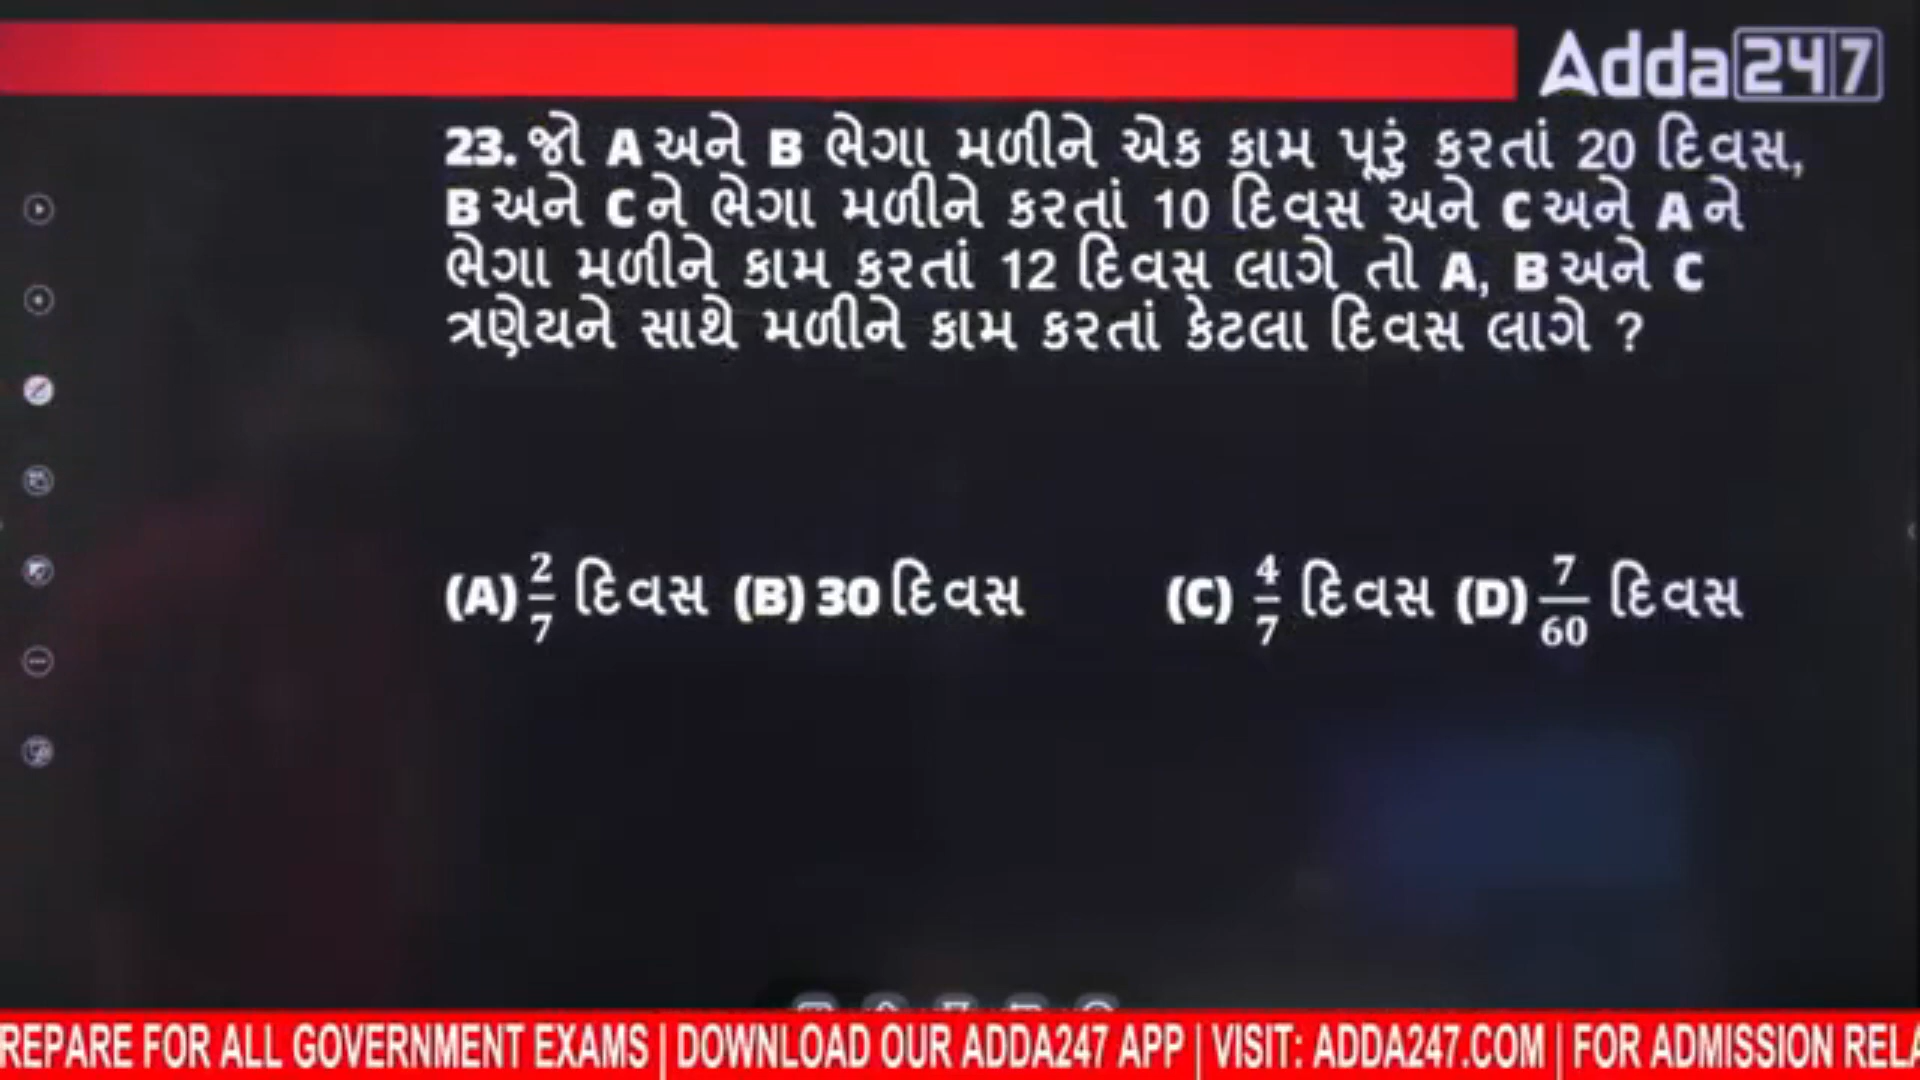 Adda247
23. જો A અને B ભેગા મળીને એક કામ પૂરું કરતાં 20 દિવસ,
B અને C ને ભેગા મળીને કરતાં 10 દિવસ અને C અને A ને
ભેગા મળીને કામ કરતાં 12 દિવસ લાગે તો A, B અને C
ત્રણેયને સાથે મળીને કામ કરતાં કેટલા દિવસ લાગે ?
(A) 2/7 દિવસ (B) 30 દિવસ (C) 4/7 દિવસ (D) 7/60 દિવસ
REPARE FOR ALL GOVERNMENT EXAMS | DOWNLOAD OUR ADDA247 APP | VISIT: ADDA247.COM | FOR ADMISSION RELA